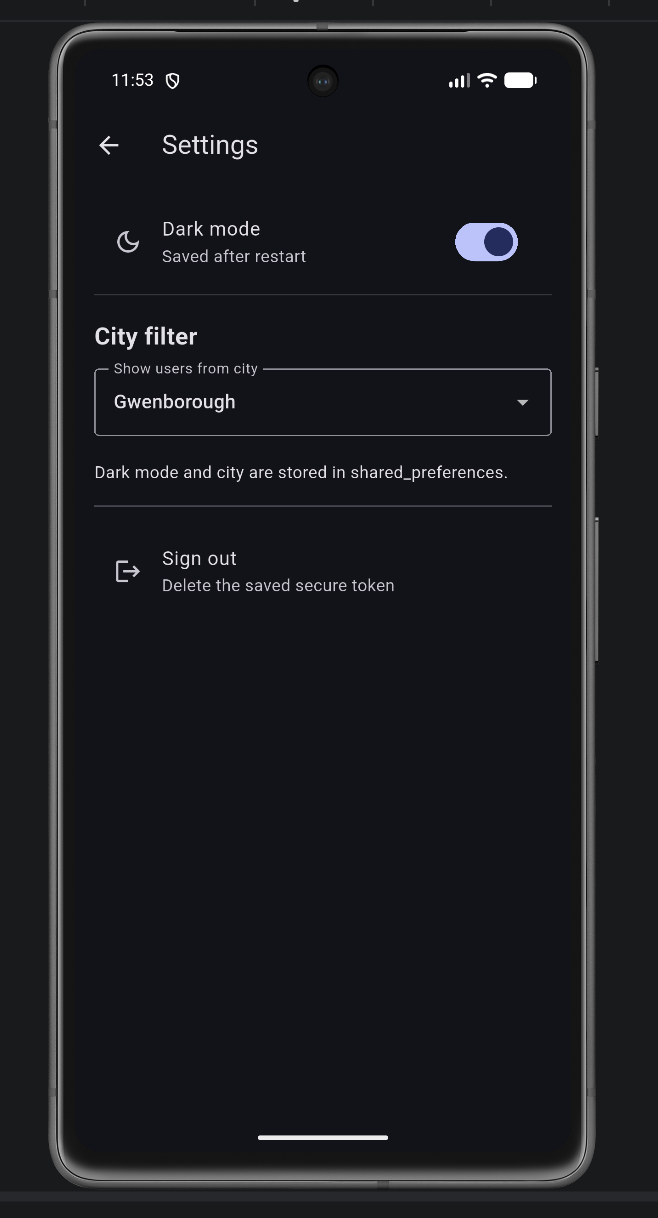 11:53
Settings
Dark mode
Saved after restart
City filter
Show users from city
Gwenborough
Dark mode and city are stored in shared_preferences.
Sign out
Delete the saved secure token